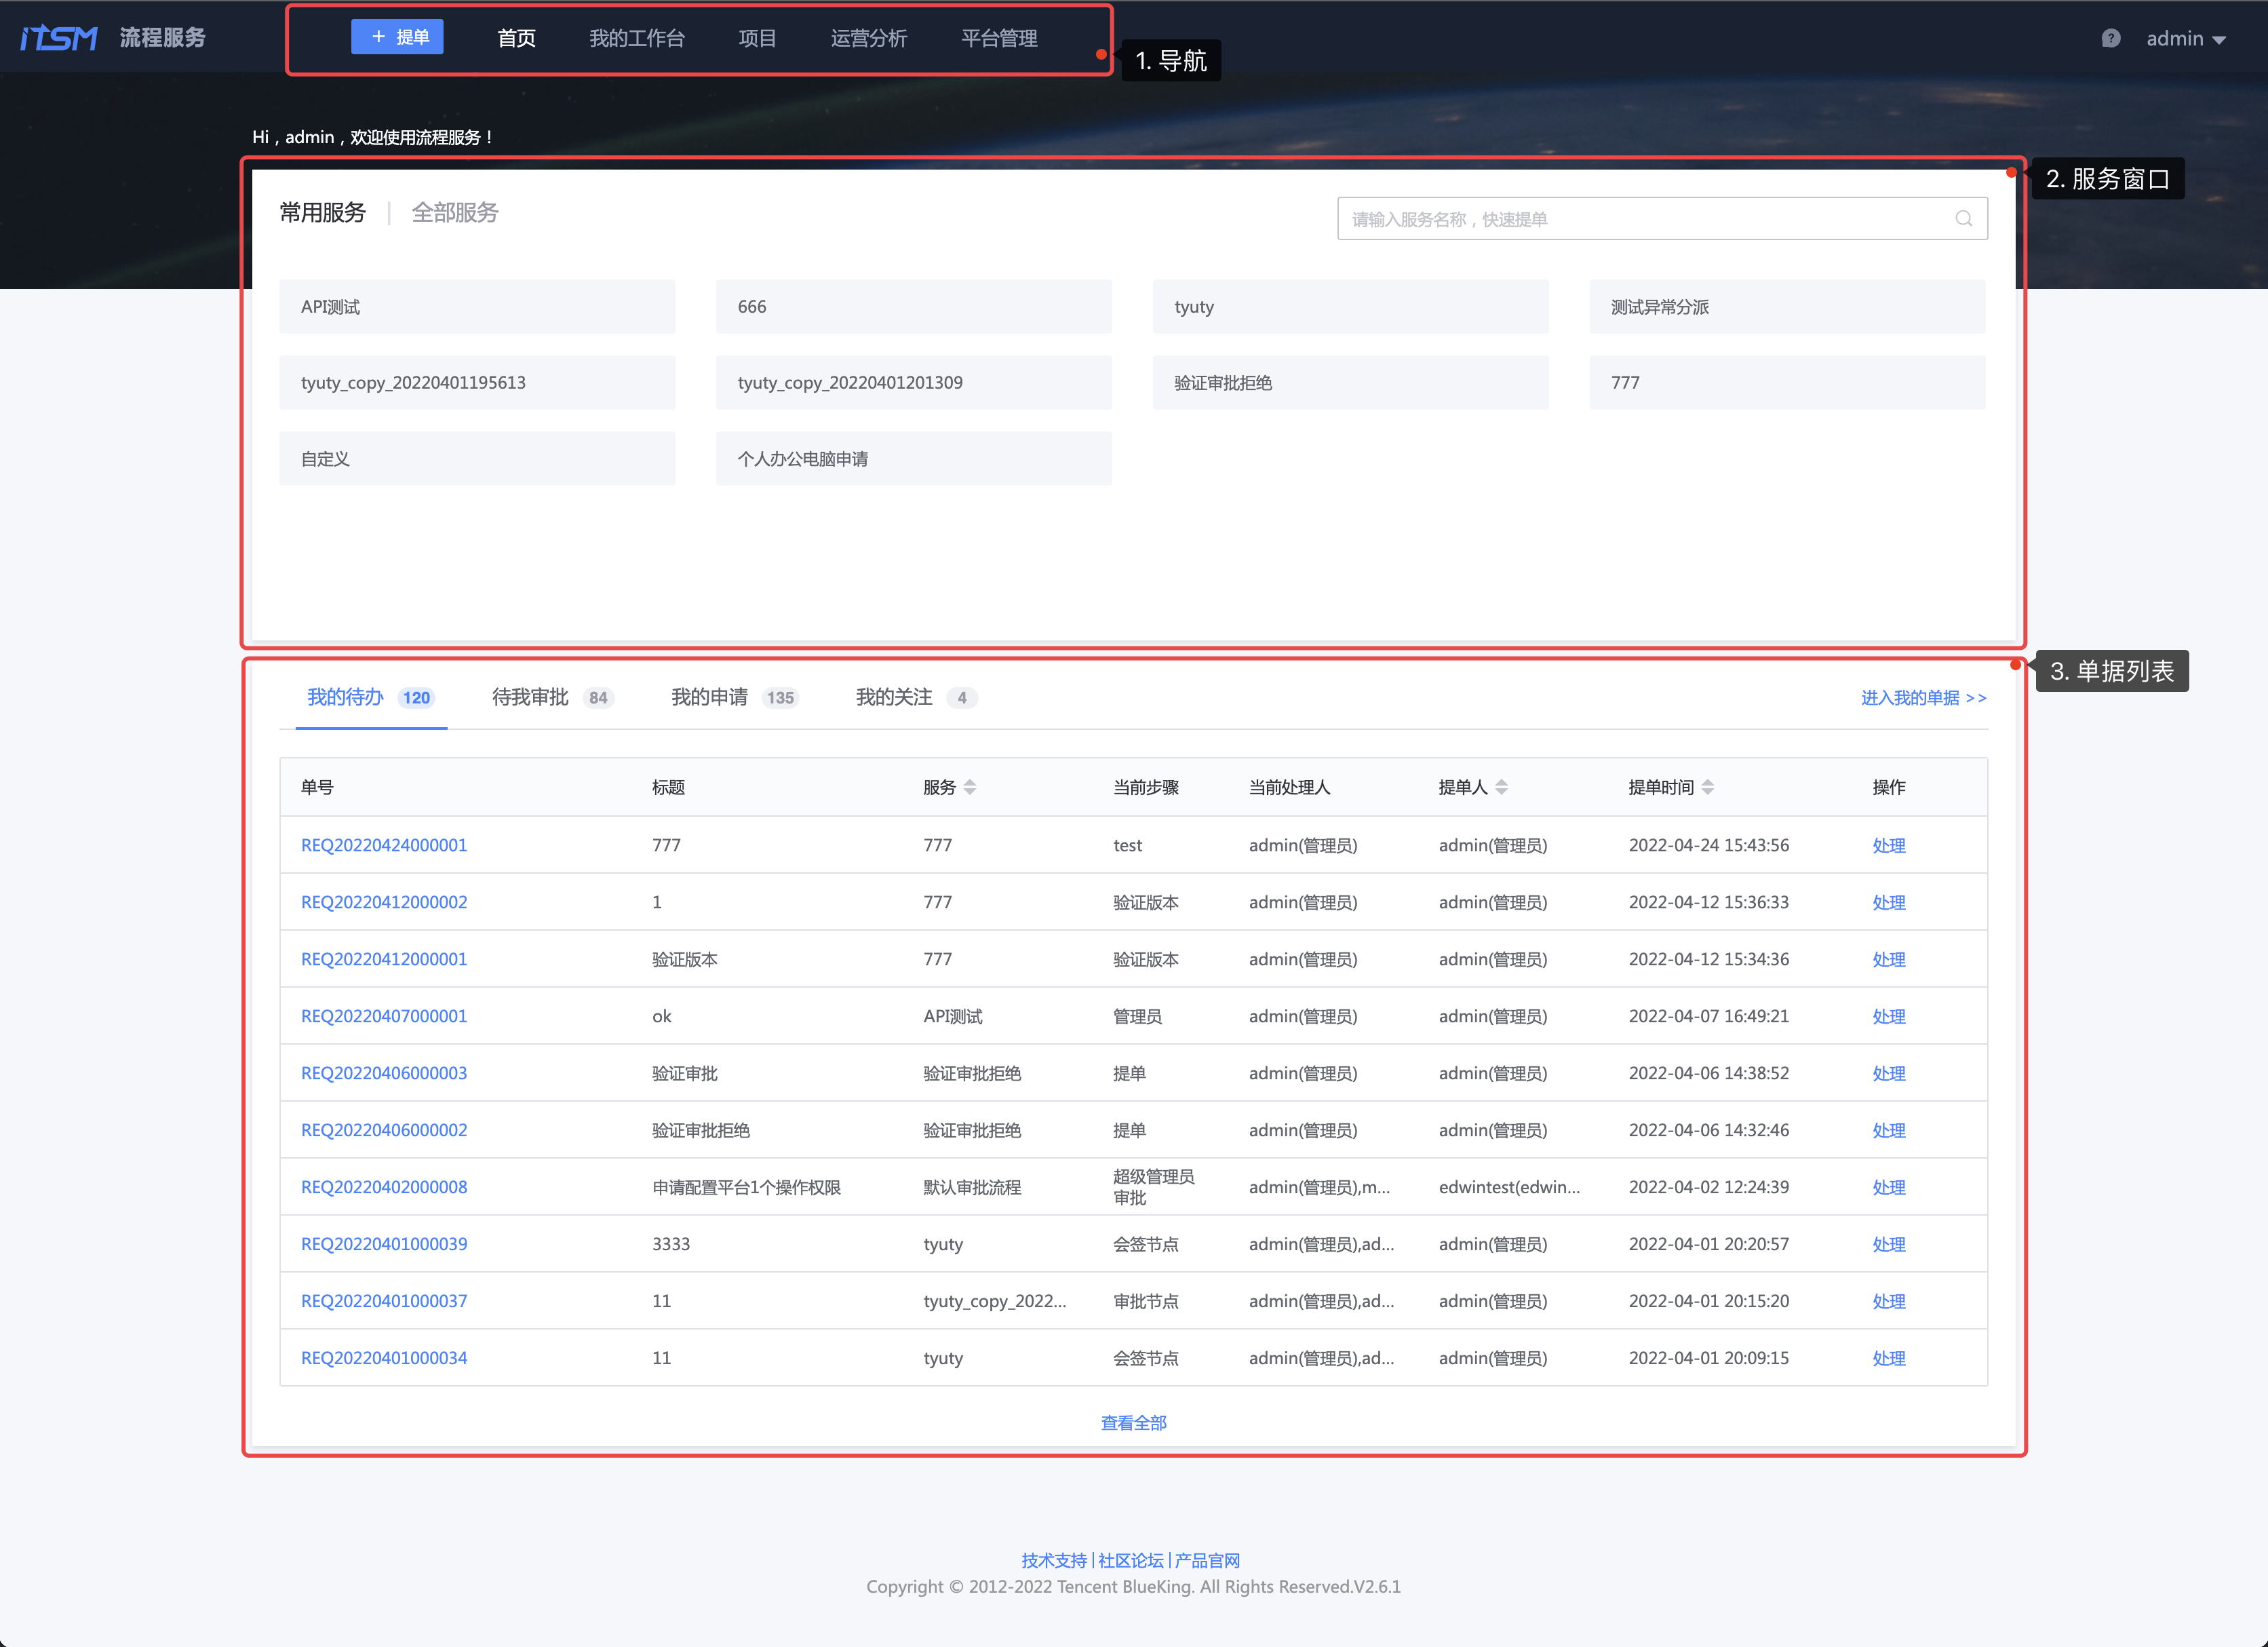 iTSM 流程服务 + 提单 首页 我的工作台 项目 运营分析 平台管理 ? admin
1. 导航
Hi，admin，欢迎使用流程服务！
2. 服务窗口
常用服务 | 全部服务 请输入服务名称，快速提单
API测试 666 tyuty 测试异常分派
tyuty_copy_20220401195613 tyuty_copy_20220401201309 验证审批拒绝 777
自定义 个人办公电脑申请
3. 单据列表
我的待办 120 待我审批 84 我的申请 135 我的关注 4 进入我的单据 >>
单号 标题 服务 当前步骤 当前处理人 提单人 提单时间 操作
REQ20220424000001 777 777 test admin(管理员) admin(管理员) 2022-04-24 15:43:56 处理
REQ20220412000002 1 777 验证版本 admin(管理员) admin(管理员) 2022-04-12 15:36:33 处理
REQ20220412000001 验证版本 777 验证版本 admin(管理员) admin(管理员) 2022-04-12 15:34:36 处理
REQ20220407000001 ok API测试 管理员 admin(管理员) admin(管理员) 2022-04-07 16:49:21 处理
REQ20220406000003 验证审批 验证审批拒绝 提单 admin(管理员) admin(管理员) 2022-04-06 14:38:52 处理
REQ20220406000002 验证审批拒绝 验证审批拒绝 提单 admin(管理员) admin(管理员) 2022-04-06 14:32:46 处理
REQ20220402000008 申请配置平台1个操作权限 默认审批流程 超级管理员审批 admin(管理员),m... edwintest(edwin... 2022-04-02 12:24:39 处理
REQ20220401000039 3333 tyuty 会签节点 admin(管理员),ad... admin(管理员) 2022-04-01 20:20:57 处理
REQ20220401000037 11 tyuty_copy_2022... 审批节点 admin(管理员),ad... admin(管理员) 2022-04-01 20:15:20 处理
REQ20220401000034 11 tyuty 会签节点 admin(管理员),ad... admin(管理员) 2022-04-01 20:09:15 处理
查看全部
技术支持 | 社区论坛 | 产品官网
Copyright © 2012-2022 Tencent BlueKing. All Rights Reserved.V2.6.1